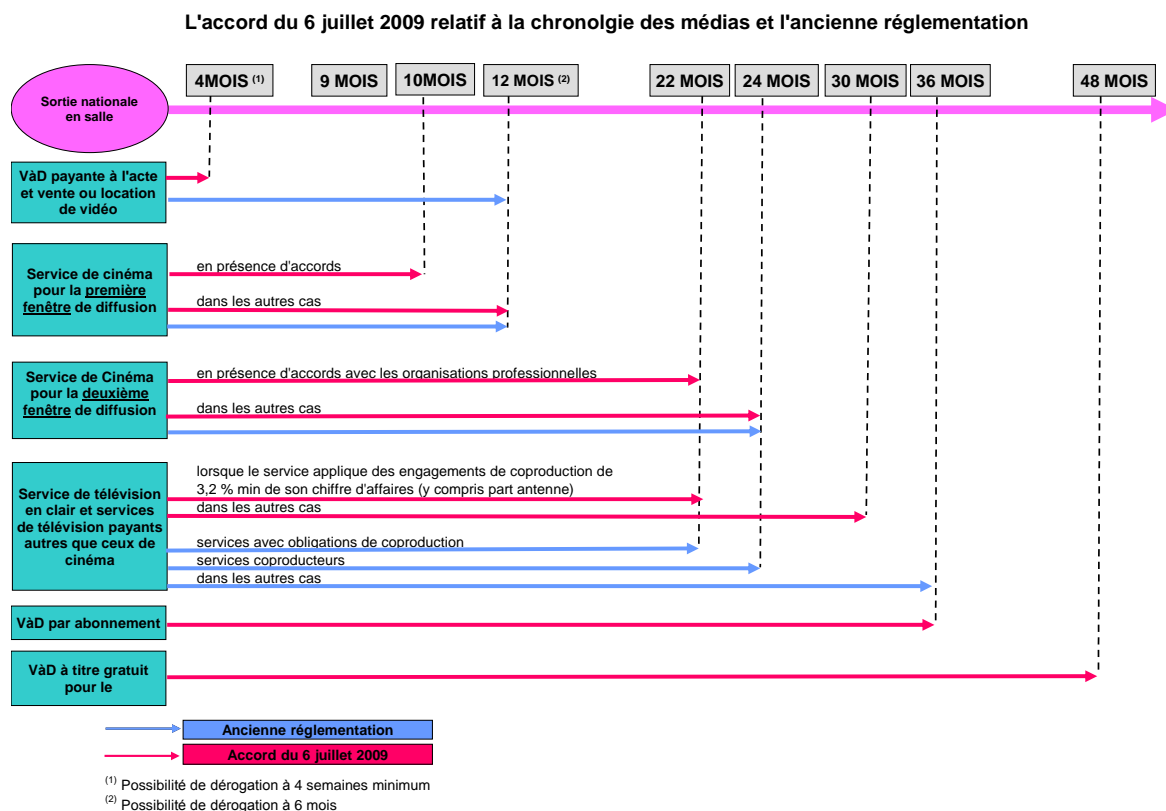 L'accord du 6 juillet 2009 relatif à la chronolgie des médias et l'ancienne réglementation
4MOIS (1)
9 MOIS
10MOIS
12 MOIS (2)
22 MOIS
24 MOIS
30 MOIS
36 MOIS
48 MOIS
Sortie nationale
en salle
VàD payante à l'acte
et vente ou location
de vidéo
Service de cinéma
pour la première
fenêtre de diffusion
en présence d'accords
dans les autres cas
Service de Cinéma
pour la deuxième
fenêtre de diffusion
en présence d'accords avec les organisations professionnelles
dans les autres cas
Service de télévision
en clair et services
de télévision payants
autres que ceux de
cinéma
lorsque le service applique des engagements de coproduction de
3,2 % min de son chiffre d'affaires (y compris part antenne)
dans les autres cas
services avec obligations de coproduction
services coproducteurs
dans les autres cas
VàD par abonnement
VàD à titre gratuit
pour le
Ancienne réglementation
Accord du 6 juillet 2009
(1) Possibilité de dérogation à 4 semaines minimum
(2) Possibilité de dérogation à 6 mois